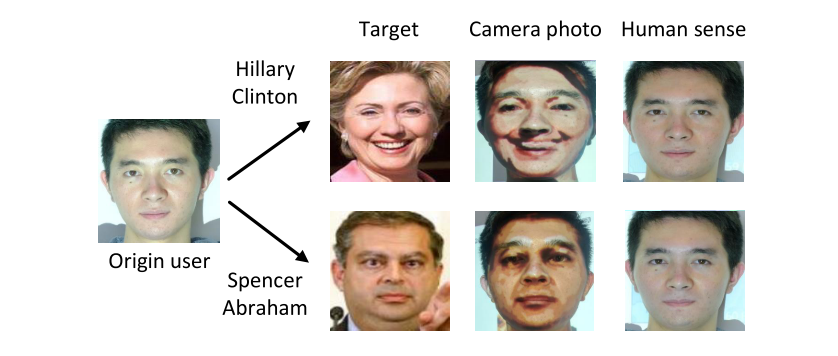 Target
Camera photo
Human sense
Hillary
Clinton
Origin user
Spencer
Abraham